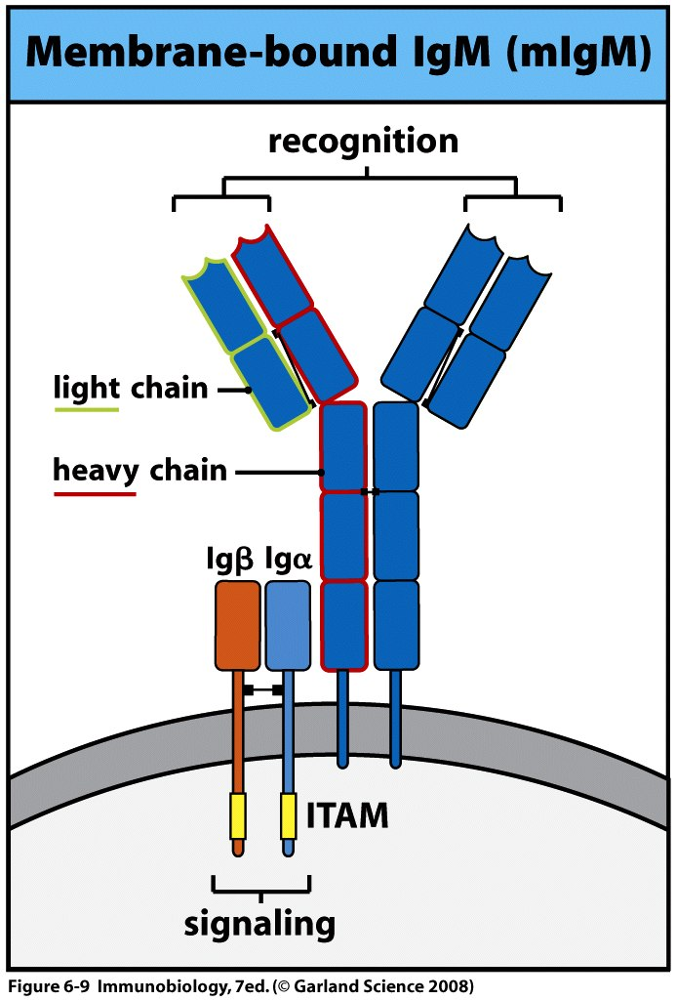 Membrane-bound IgM (mIgM)
recognition
light chain
heavy chain
Igβ Igα
ITAM
signaling
Figure 6-9 Immunobiology, 7ed. (© Garland Science 2008)